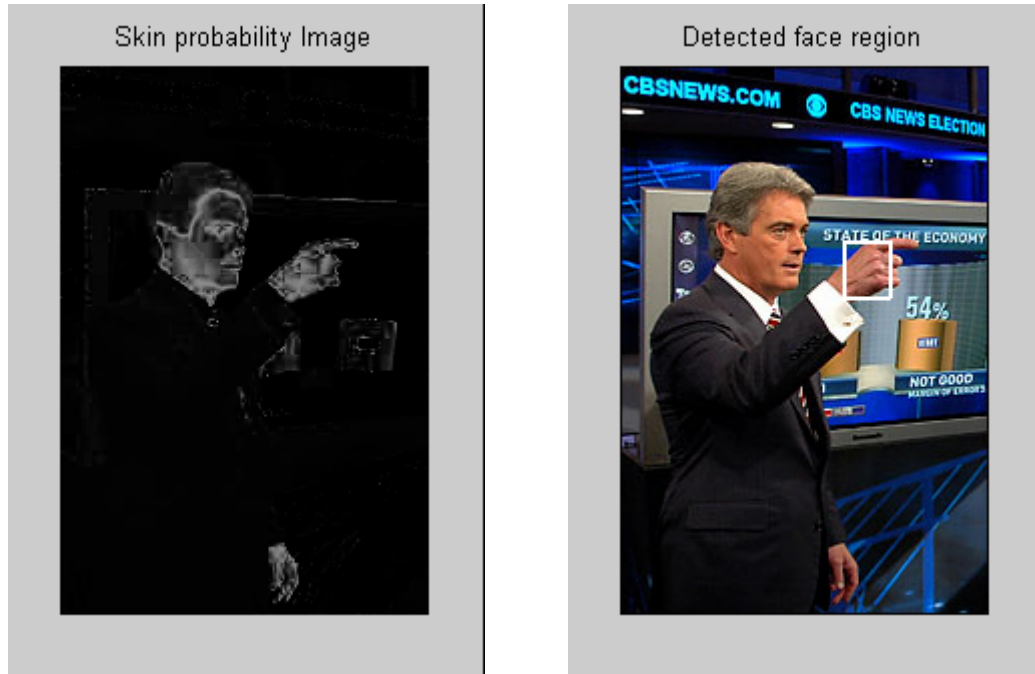 Skin probability Image
Detected face region
CBSNEWS.COM
CBS NEWS ELECTION
STATE OF THE ECONOMY
54%
NOT GOOD
MARGIN OF ERROR 3